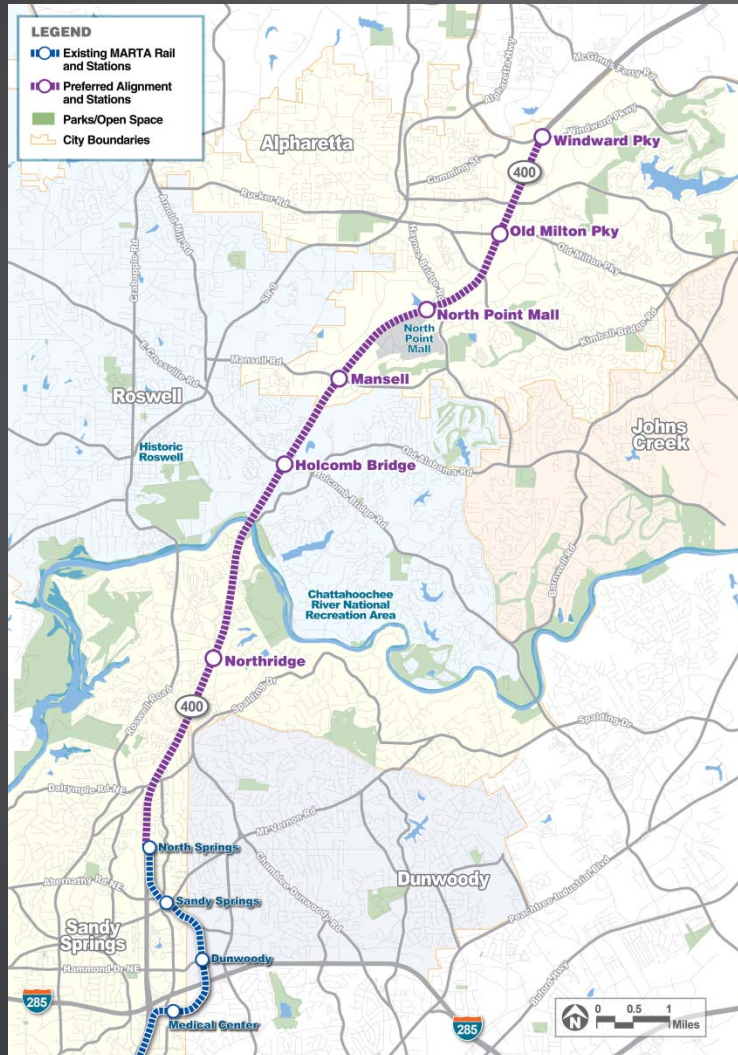 LEGEND
Existing MARTA Rail
and Stations
Preferred Alignment
and Stations
Parks/Open Space
City Boundaries
McGinnis Ferry Rd
Alpharetta Hwy
Windward Pkwy
Windward Pky
Alpharetta
Cumming St
400
Rucker Rd
Arnold Mill Rd
Crabapple Rd
Haynes Bridge Rd
Old Milton Pky
Old Milton Pky
SR 9
North Point Mall
North
Point
Mall
Kimball Bridge Rd
E Crossville Rd
Mansell Rd
Mansell
Roswell
Johns
Creek
Historic
Roswell
Holcomb Bridge
Old Alabama Rd
Holcomb Bridge Rd
Barnwell Rd
Chattahoochee
River National
Recreation Area
Northridge
Spalding Dr
Roswell Road
400
Spalding Dr
Dalrymple Rd NE
Mt Vernon Rd
North Springs
Chamblee Dunwoody Rd
Abernathy Rd NE
Dunwoody
Sandy Springs
Peachtree Industrial Blvd
Sandy
Springs
Dunwoody
Hammond Dr NE
Buford Hwy
285
Medical Center
285
N
0 0.5 1
Miles